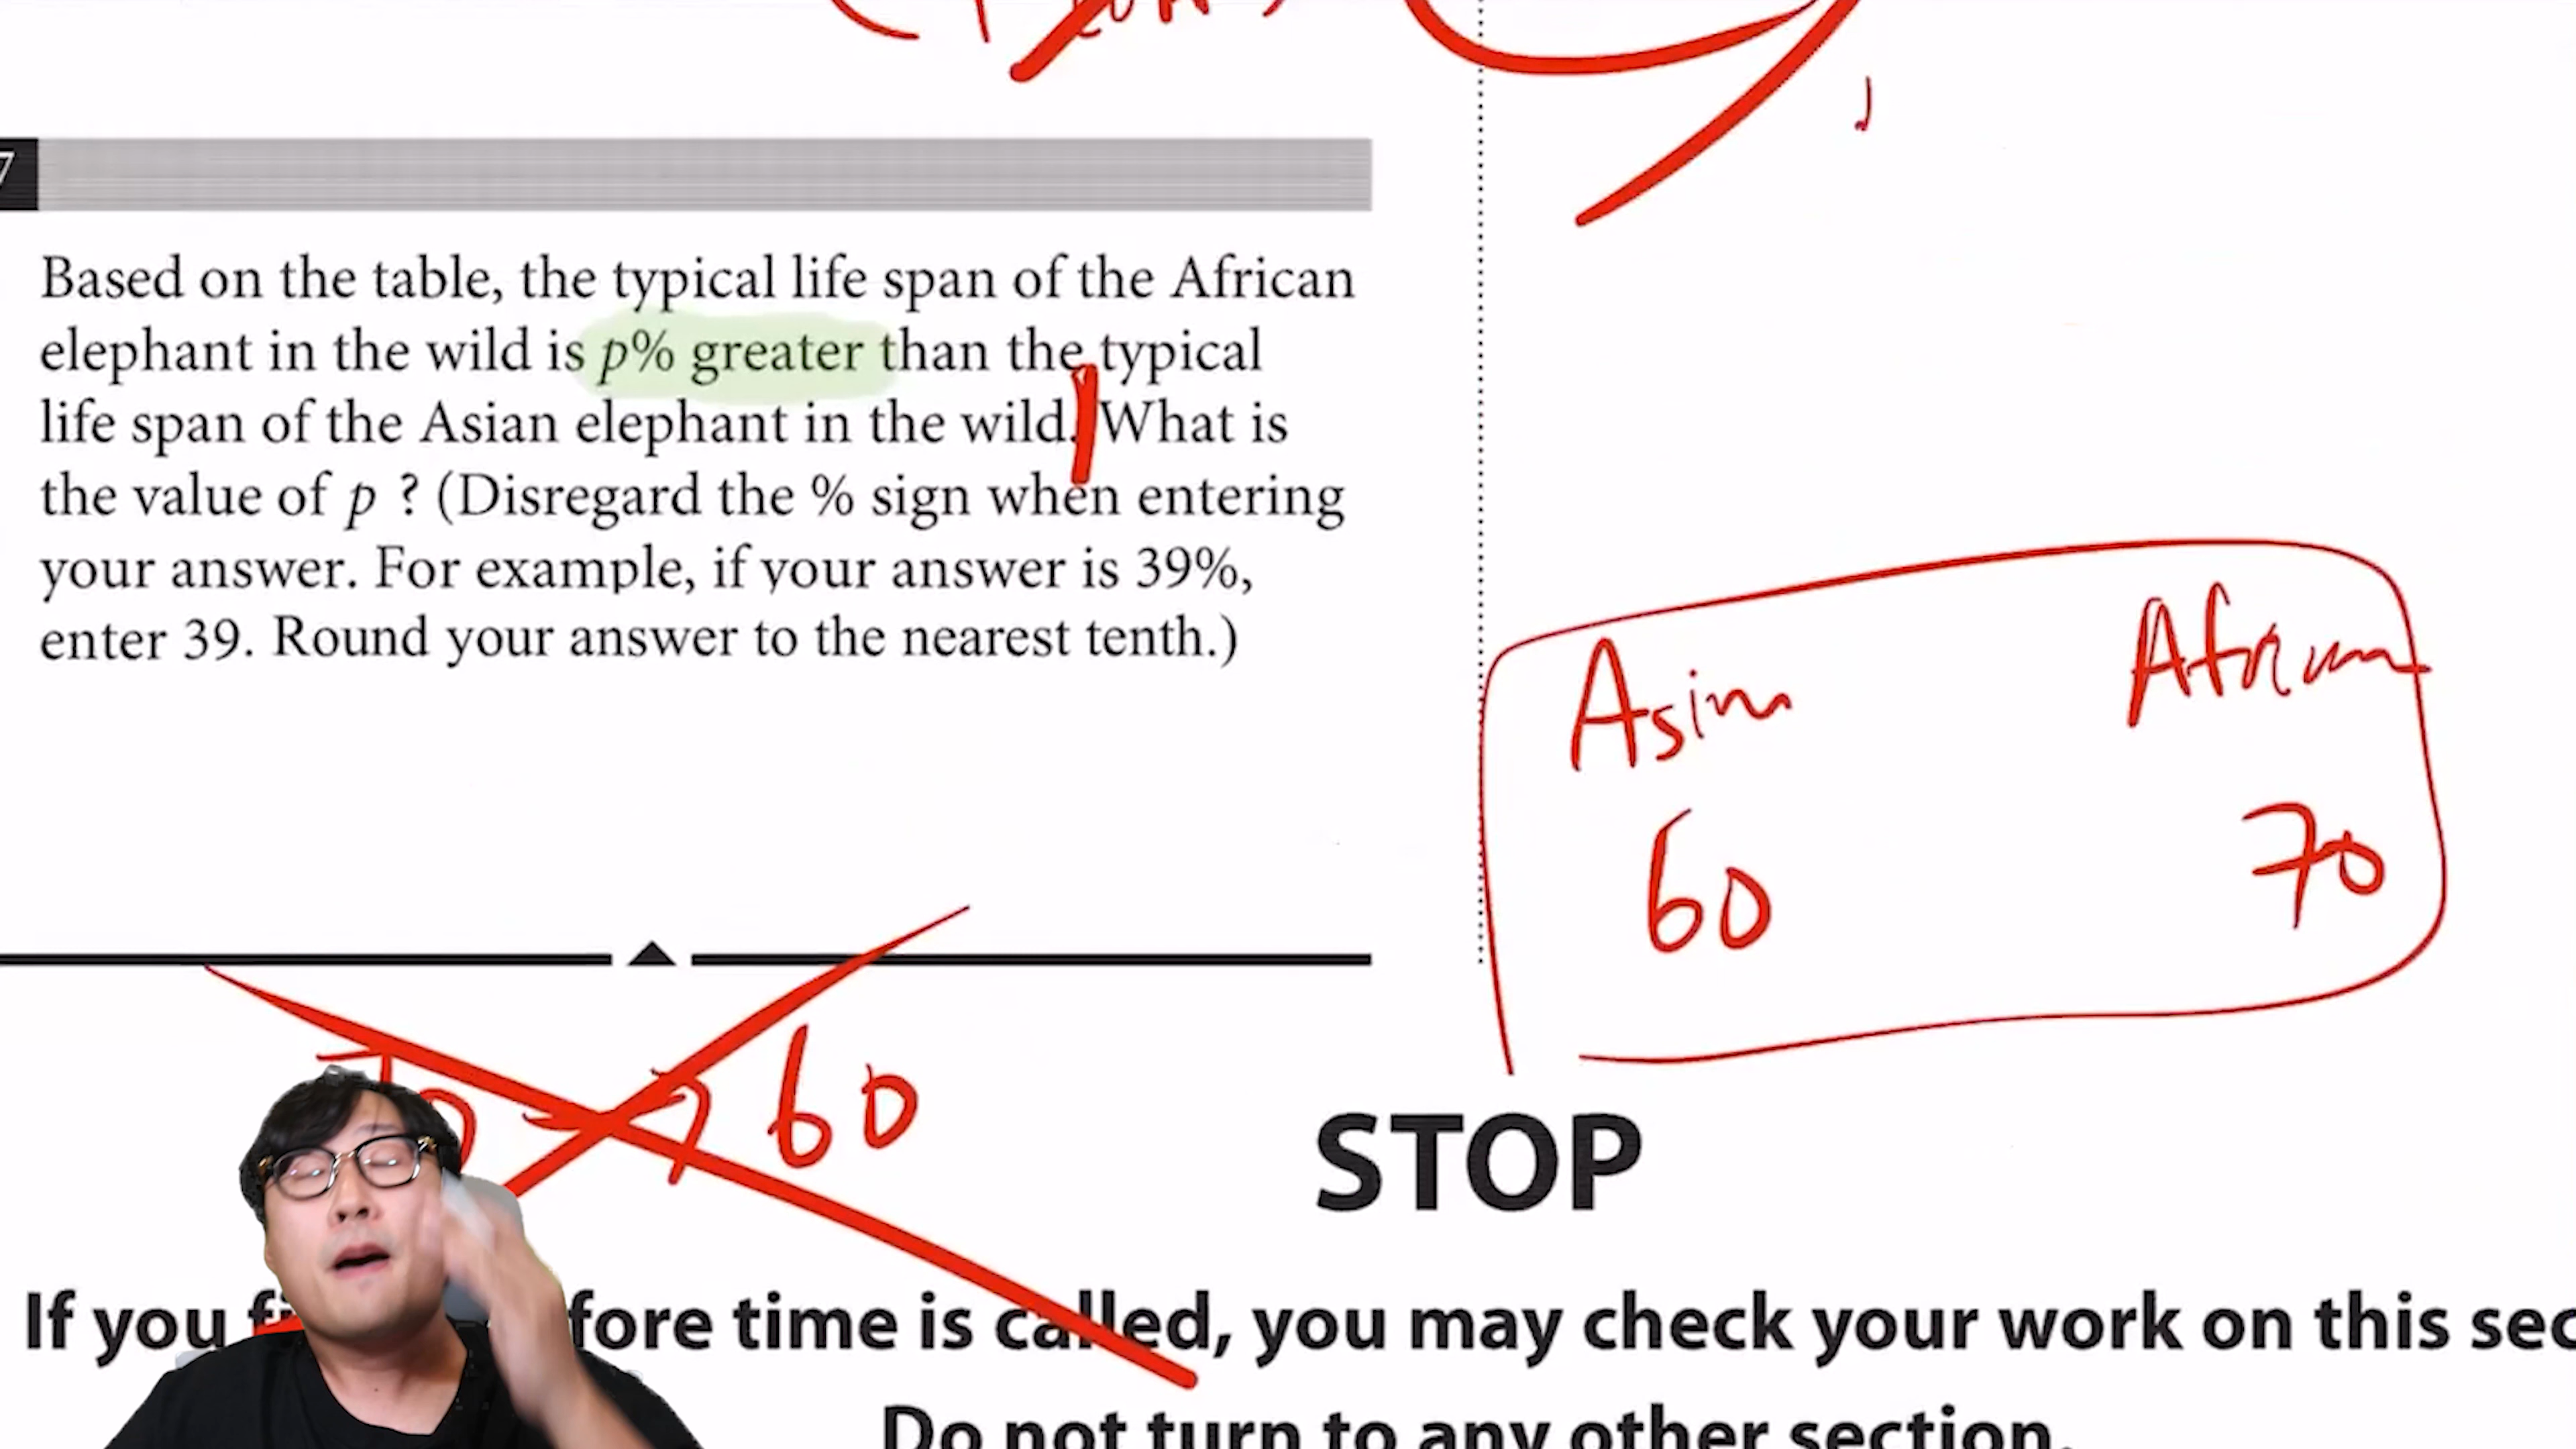 7
Based on the table, the typical life span of the African
elephant in the wild is p% greater than the typical
life span of the Asian elephant in the wild. What is
the value of p ? (Disregard the % sign when entering
your answer. For example, if your answer is 39%,
enter 39. Round your answer to the nearest tenth.)
Asian African
60 70
60
STOP
If you fore time is called, you may check your work on this
Do not turn to any other section.